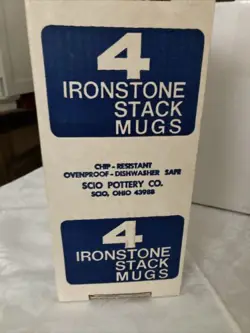 4
IRONSTONE
STACK
MUGS
CHIP - RESISTANT
OVENPROOF - DISHWASHER SAFE
SCIO POTTERY CO.
SCIO, OHIO 43988
4
IRONSTONE
STACK
MUGS